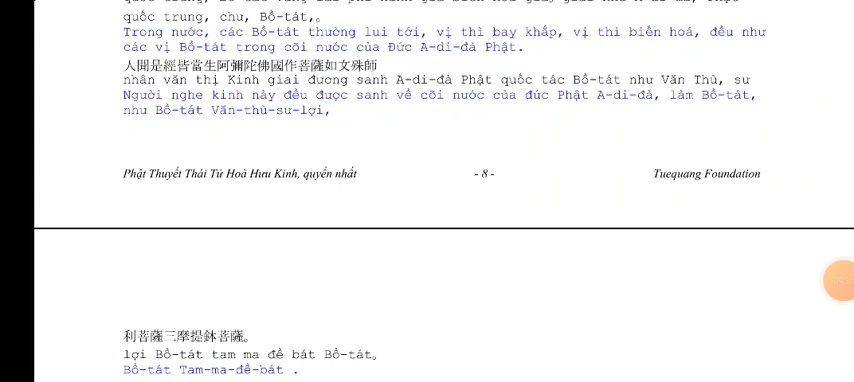 quốc trung, chư, Bồ-tát,。
Trong nước, các Bồ-tát thường lui tới, vị thì bay khắp, vị thì biến hoá, đều như
các vị Bồ-tát trong cõi nước của Đức A-di-đà Phật.
人聞是經皆當生阿彌陀佛國作菩薩如文殊師
nhân văn thị Kinh giai đương sanh A-di-đà Phật quốc tác Bồ-tát như Văn Thù, sư
Người nghe kinh này đều được sanh về cõi nước của đức Phật A-di-đà, làm Bồ-tát,
như Bồ-tát Văn-thù-sư-lợi,
Phật Thuyết Thái Tử Hoà Hưu Kinh, quyển nhất - 8 - Tuequang Foundation
利菩薩三摩提鉢菩薩。
lợi Bồ-tát tam ma đề bát Bồ-tát。
Bồ-tát Tam-ma-đề-bát .